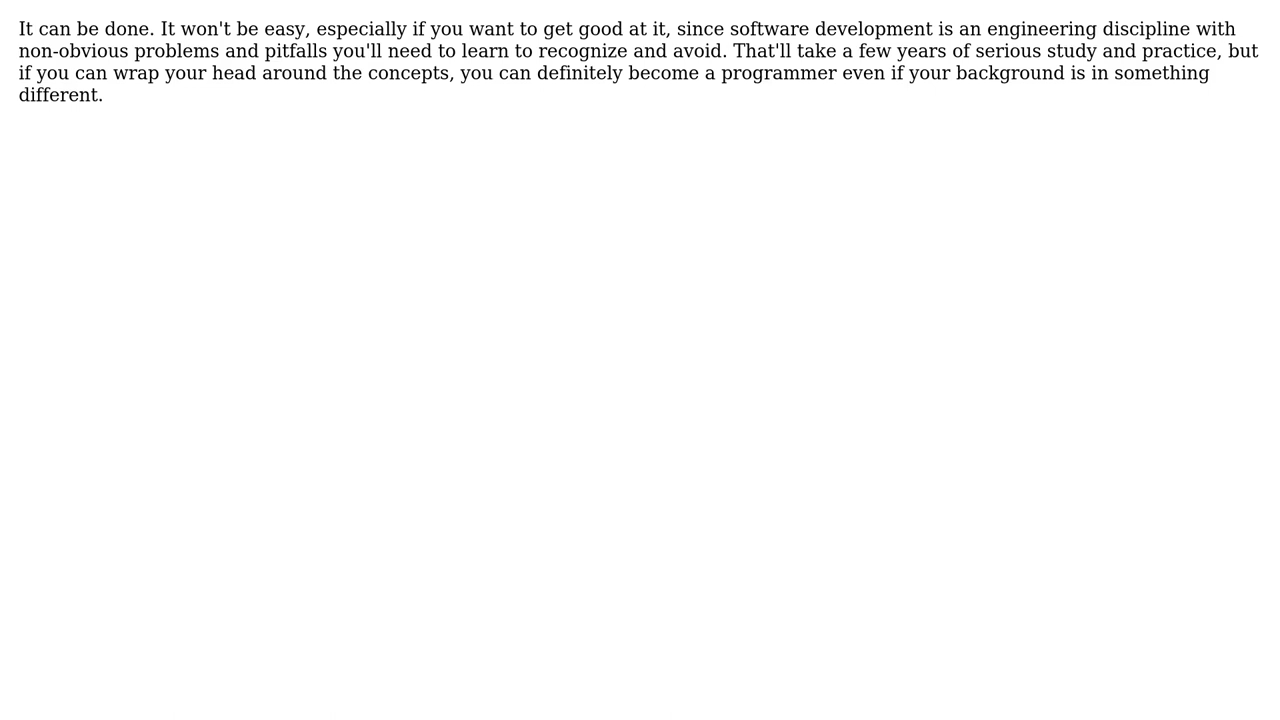 It can be done. It won't be easy, especially if you want to get good at it, since software development is an engineering discipline with
non-obvious problems and pitfalls you'll need to learn to recognize and avoid. That'll take a few years of serious study and practice, but
if you can wrap your head around the concepts, you can definitely become a programmer even if your background is in something
different.